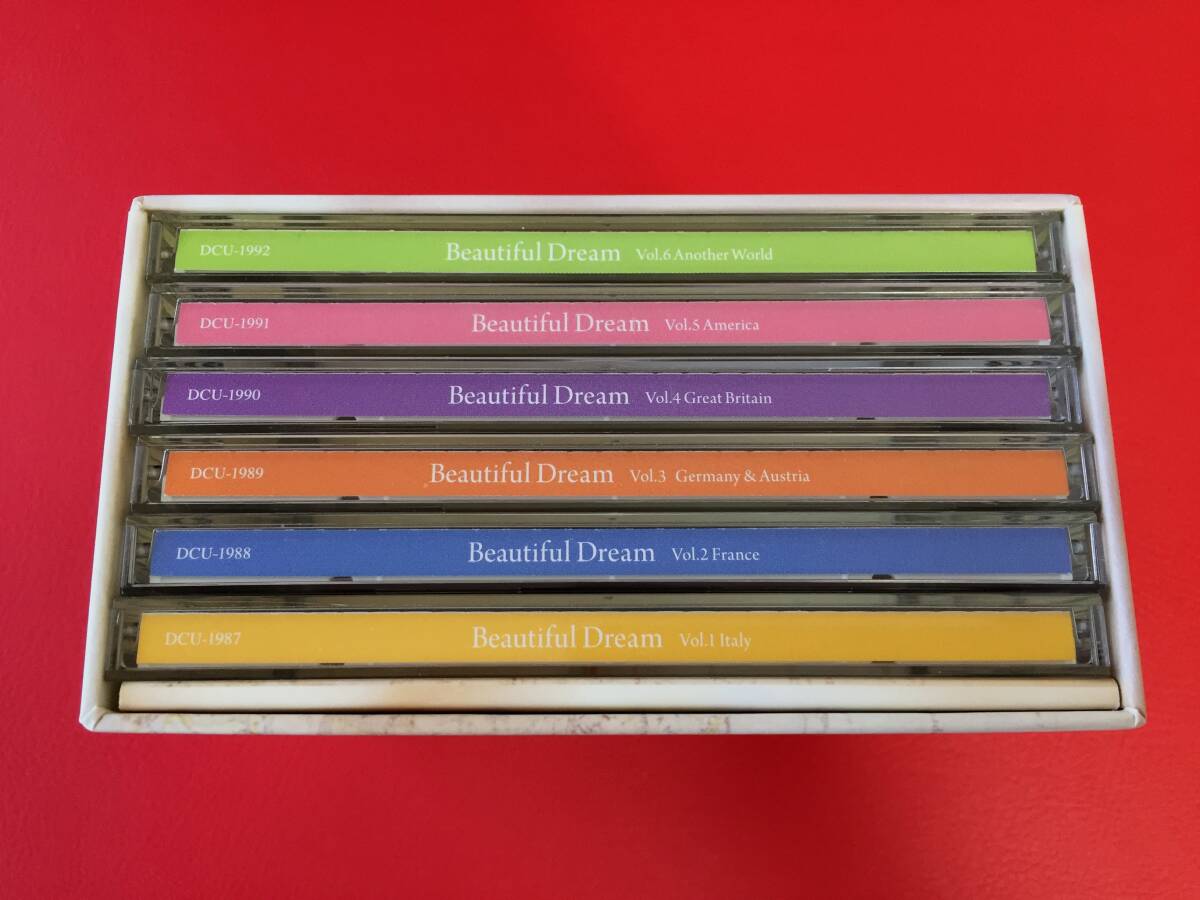 DCU-1992 Beautiful Dream Vol.6 Another World
DCU-1991 Beautiful Dream Vol.5 America
DCU-1990 Beautiful Dream Vol.4 Great Britain
DCU-1989 Beautiful Dream Vol.3 Germany & Austria
DCU-1988 Beautiful Dream Vol.2 France
DCU-1987 Beautiful Dream Vol.1 Italy